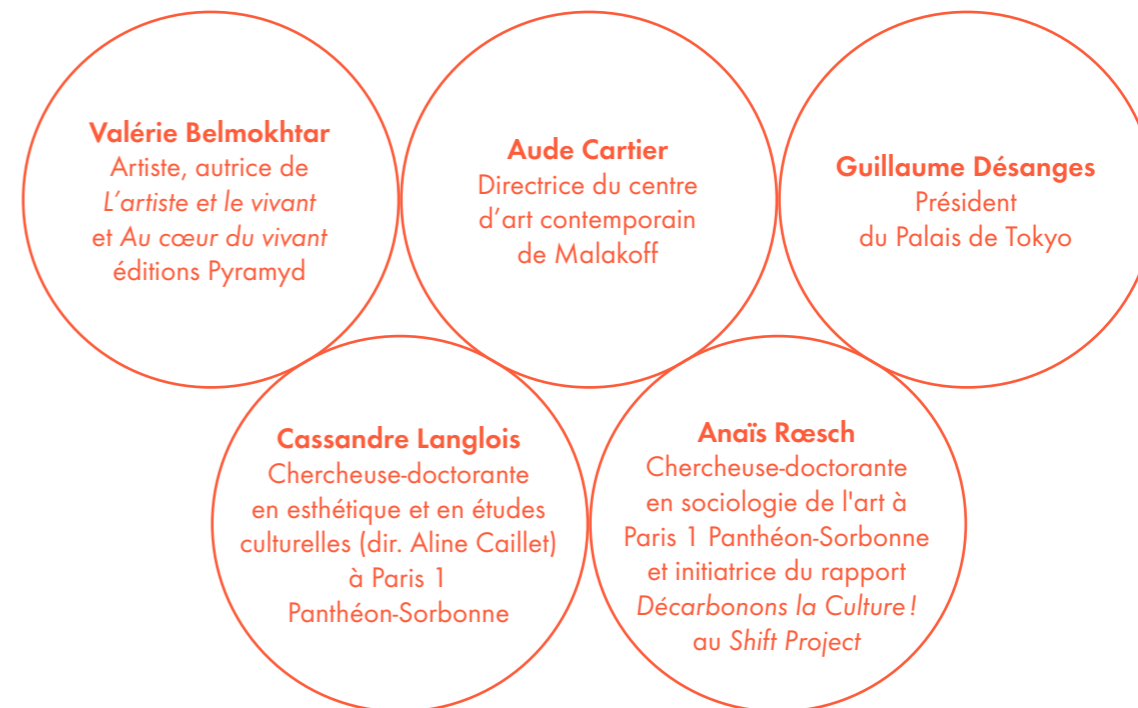 Valérie Belmokhtar
Artiste, autrice de
L’artiste et le vivant
et Au cœur du vivant
éditions Pyramyd
Aude Cartier
Directrice du centre
d’art contemporain
de Malakoff
Guillaume Désanges
Président
du Palais de Tokyo
Cassandre Langlois
Chercheuse-doctorante
en esthétique et en études
culturelles (dir. Aline Caillet)
à Paris 1
Panthéon-Sorbonne
Anaïs Rœsch
Chercheuse-doctorante
en sociologie de l'art à
Paris 1 Panthéon-Sorbonne
et initiatrice du rapport
Décarbonons la Culture !
au Shift Project